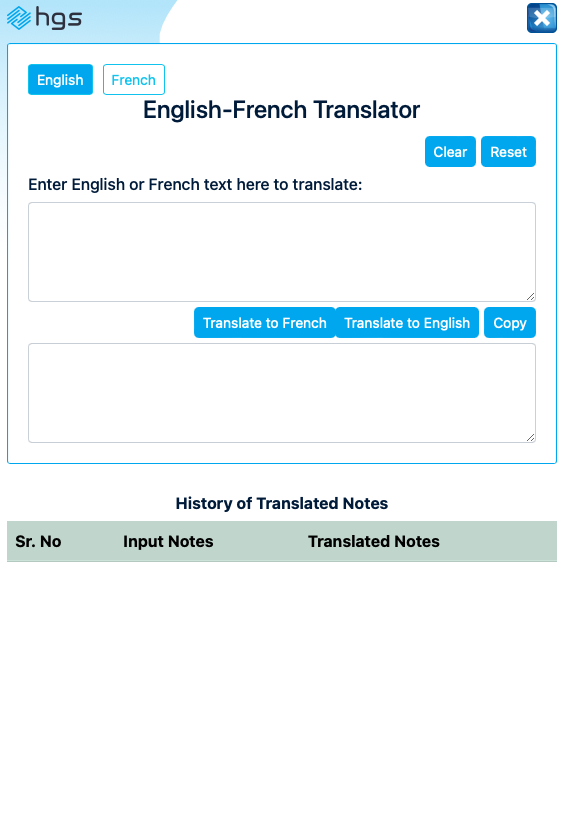 hgs
English French
English-French Translator
Clear Reset
Enter English or French text here to translate:
Translate to French Translate to English Copy
History of Translated Notes
Sr. No Input Notes Translated Notes